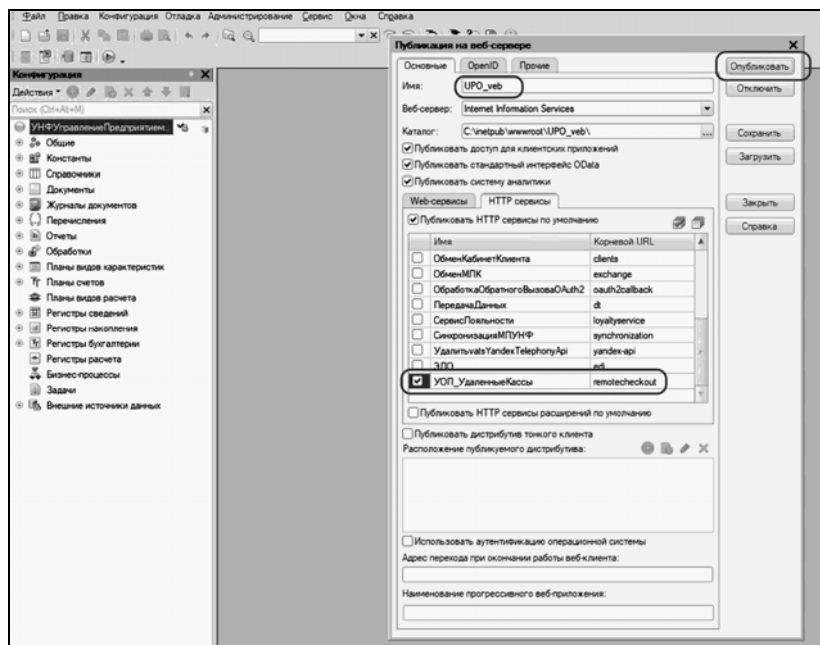 Файл Правка Конфигурация Отладка Администрирование Сервис Окна Справка
Конфигурация
Действия
Поиск (Ctrl+Alt+M)
УНФУправлениеПредприятием...
Общие
Константы
Справочники
Документы
Журналы документов
Перечисления
Отчеты
Обработки
Планы видов характеристик
Планы счетов
Планы видов расчета
Регистры сведений
Регистры накопления
Регистры бухгалтерии
Регистры расчета
Бизнес-процессы
Задачи
Внешние источники данных
Публикация на веб-сервере
Основные OpenID Прочие
Имя: UPO_veb
Веб-сервер: Internet Information Services
Каталог: C:\inetpub\wwwroot\UPO_veb\ ...
Публиковать доступ для клиентских приложений
Публиковать стандартный интерфейс OData
Публиковать систему аналитики
Web-сервисы HTTP сервисы
Публиковать HTTP сервисы по умолчанию
Имя Корневой URL
ОбменКабинетКлиента clients
ОбменМЛК exchange
ОбработкаОбратногоВызоваOAuth2 oauth2callback
ПередачаДанных dt
СервисЛояльности loyaltyservice
СинхронизацияМПУНФ synchronization
УдалитьvatsYandexTelephonyApi yandex-api
ЭДО edi
УОП_УдаленныеКассы remotecheckout
Публиковать HTTP сервисы расширений по умолчанию
Публиковать дистрибутив тонкого клиента
Расположение публикуемого дистрибутива:
Использовать аутентификацию операционной системы
Адрес перехода при окончании работы веб-клиента:
Наименование прогрессивного веб-приложения:
Опубликовать
Отключить
Сохранить
Загрузить
Закрыть
Справка